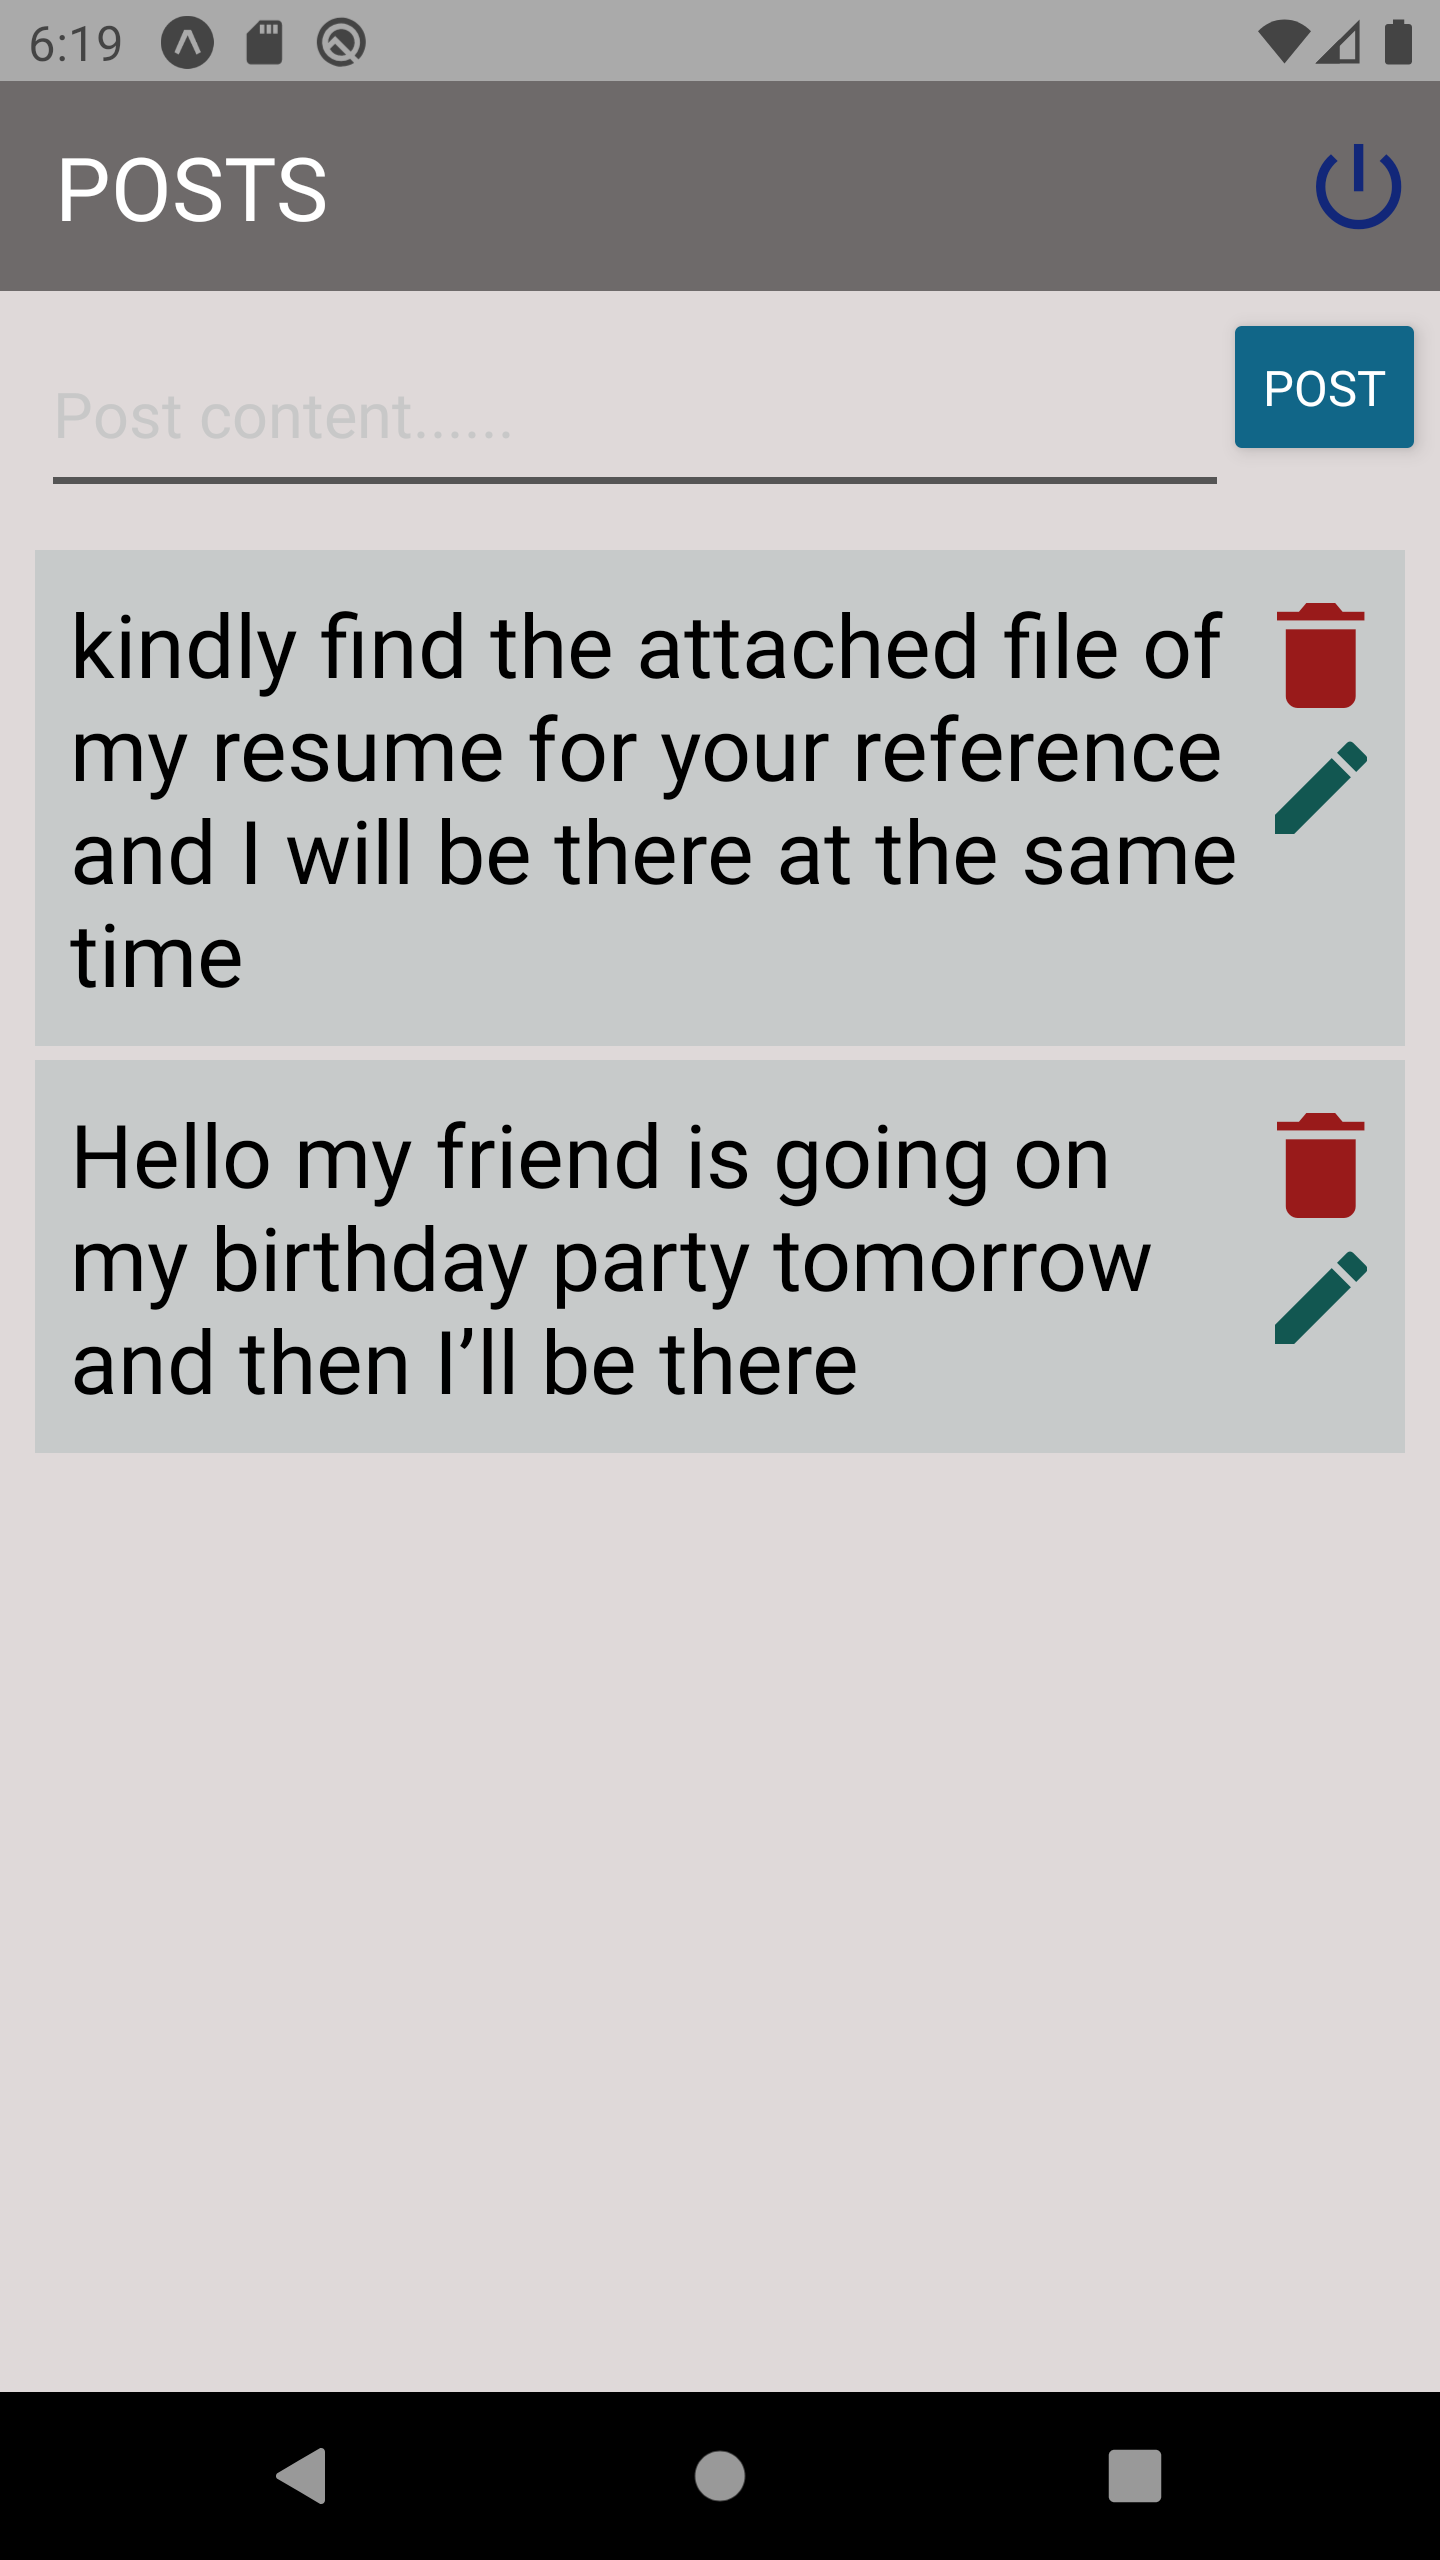 6:19
POSTS
Post content......
POST
kindly find the attached file of
my resume for your reference
and I will be there at the same
time
Hello my friend is going on
my birthday party tomorrow
and then I’ll be there